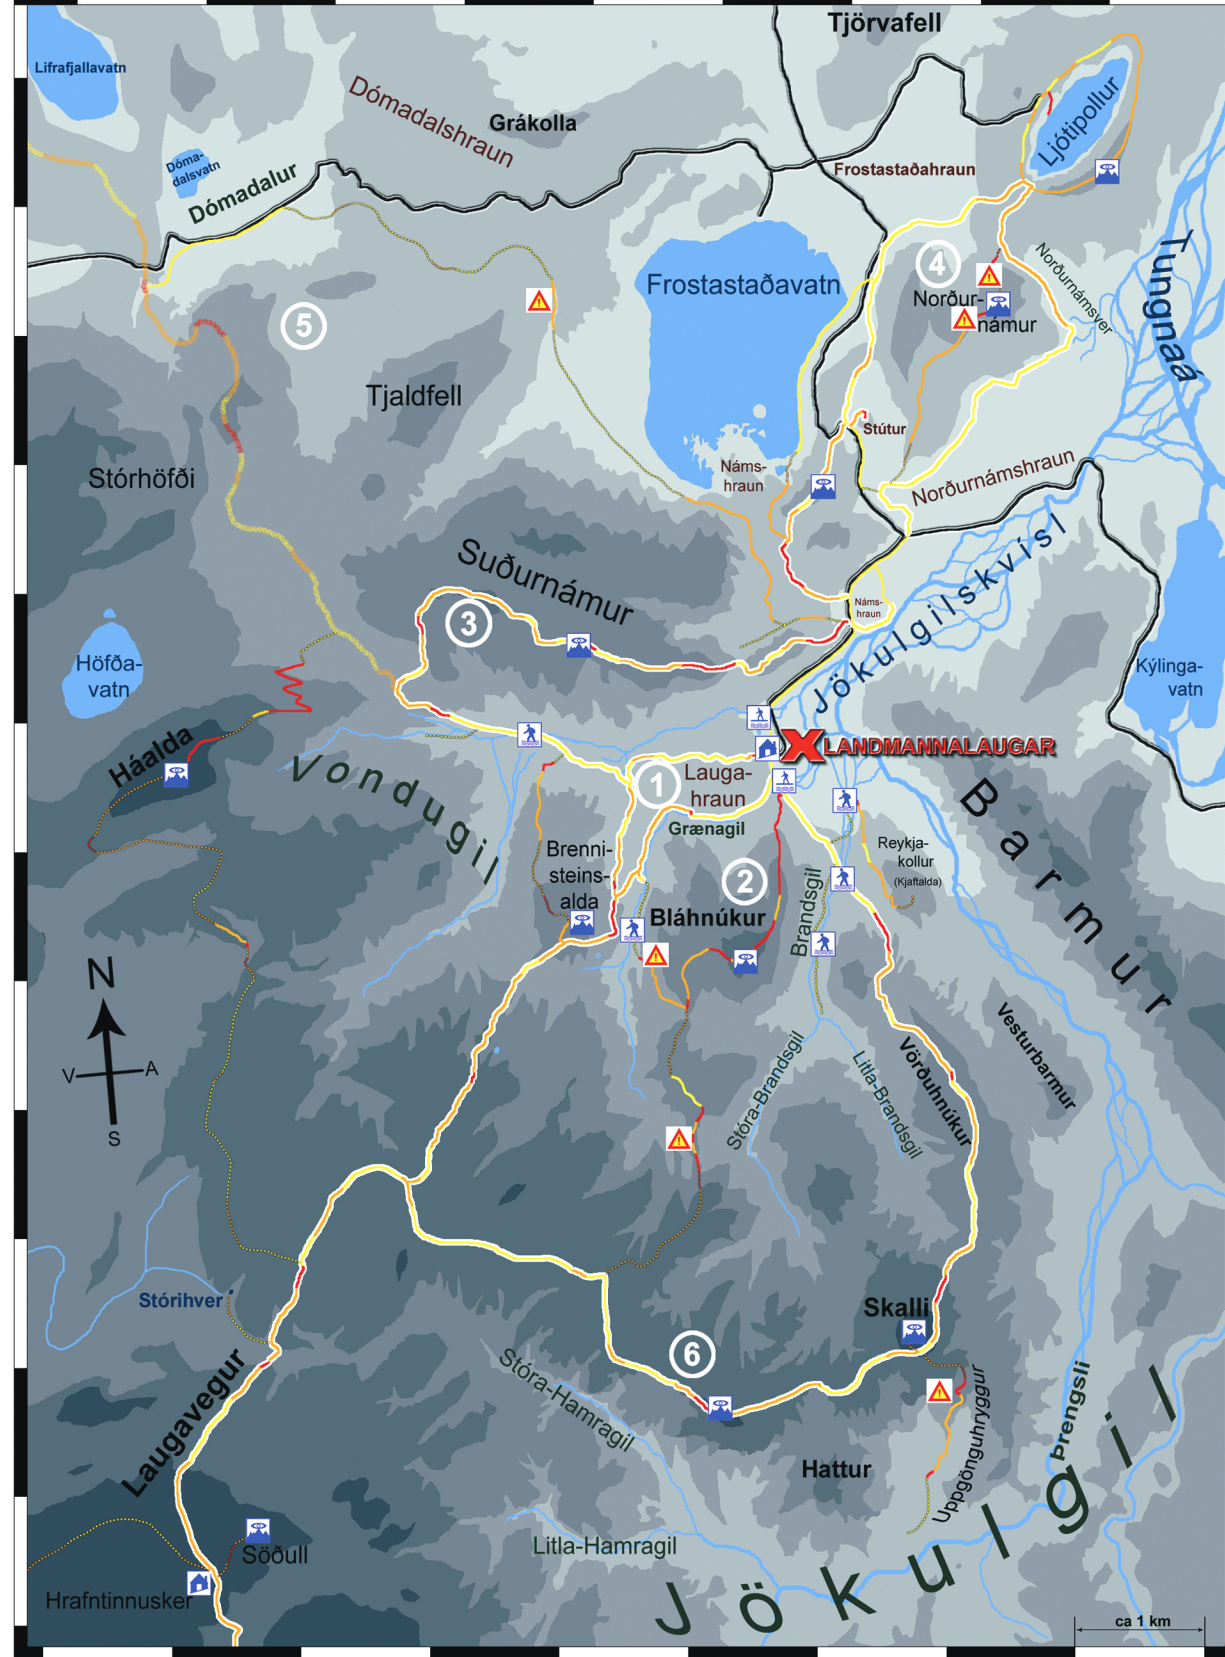 Tjörvafell
Lifrafjallavatn
Dómadalshraun
Grákolla
Ljótipollur
Dóma-
dalsvatn
Dómadalur
Frostastaðahraun
Tungnaá
Frostastaðavatn
4
Norðurnámsver
Norður-
námur
5
Tjaldfell
Stútur
Stórhöfði
Náms-
hraun
Norðurnámshraun
Suðurnámur
Jökulgilskvísl
3
Náms-
hraun
Höfða-
vatn
Kýlinga-
vatn
Háalda
Vondugil
X LANDMANNALAUGAR
1
Lauga-
hraun
Grænagil
Barmur
Brenni-
steins-
alda
2
Bláhnúkur
Brandsgil
Reykja-
kollur
(Kjaftalda)
N
V
A
S
Vesturbarmur
Vörðuhnúkur
Stóra-Brandsgil
Litla-Brandsgil
Stórihver
Skalli
6
Laugavegur
Stóra-Hamragil
Uppgönguhryggur
Þrengsli
Hattur
Litla-Hamragil
Söðull
Hrafntinnusker
Jökulgil
ca 1 km